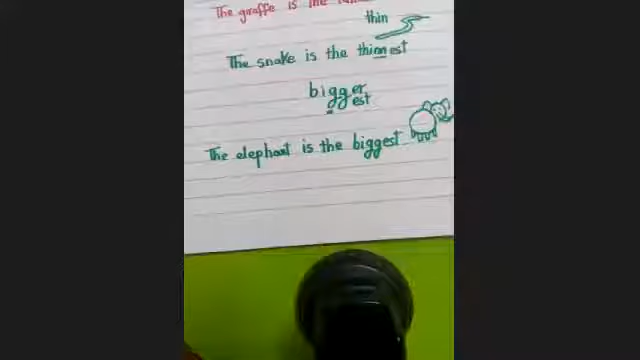 The giraffe is the
thin
The snake is the thinnest
bigger
est
The elephant is the biggest